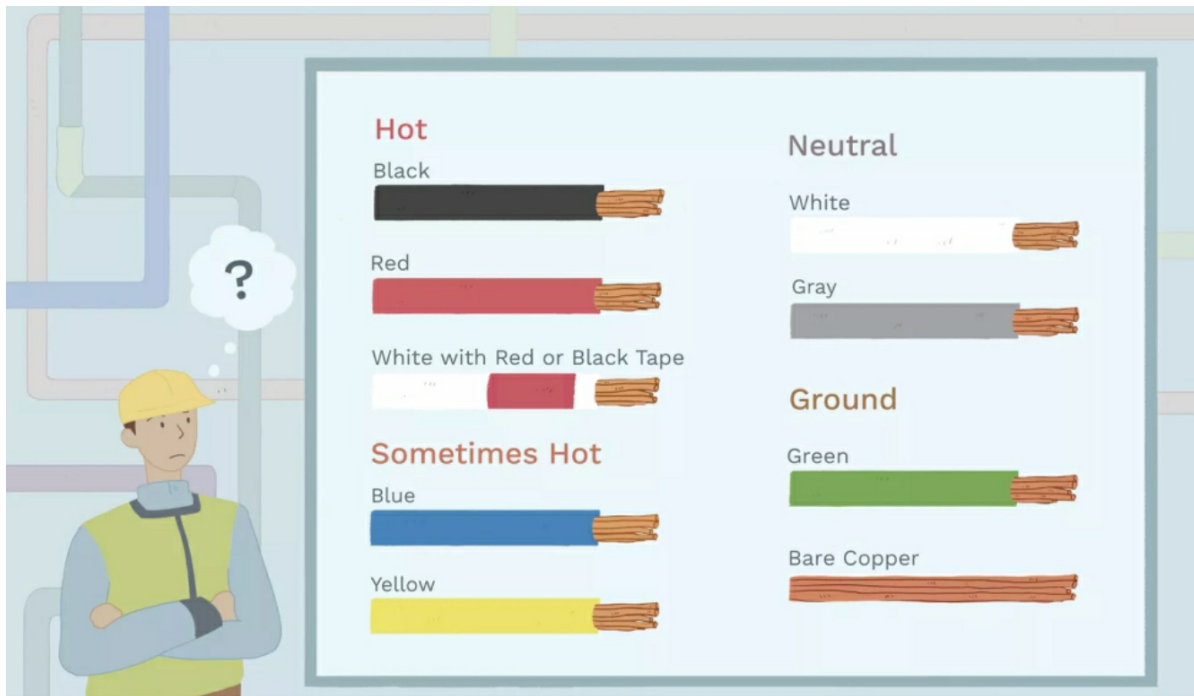 ?
Hot
Black
Red
White with Red or Black Tape
Sometimes Hot
Blue
Yellow
Neutral
White
Gray
Ground
Green
Bare Copper